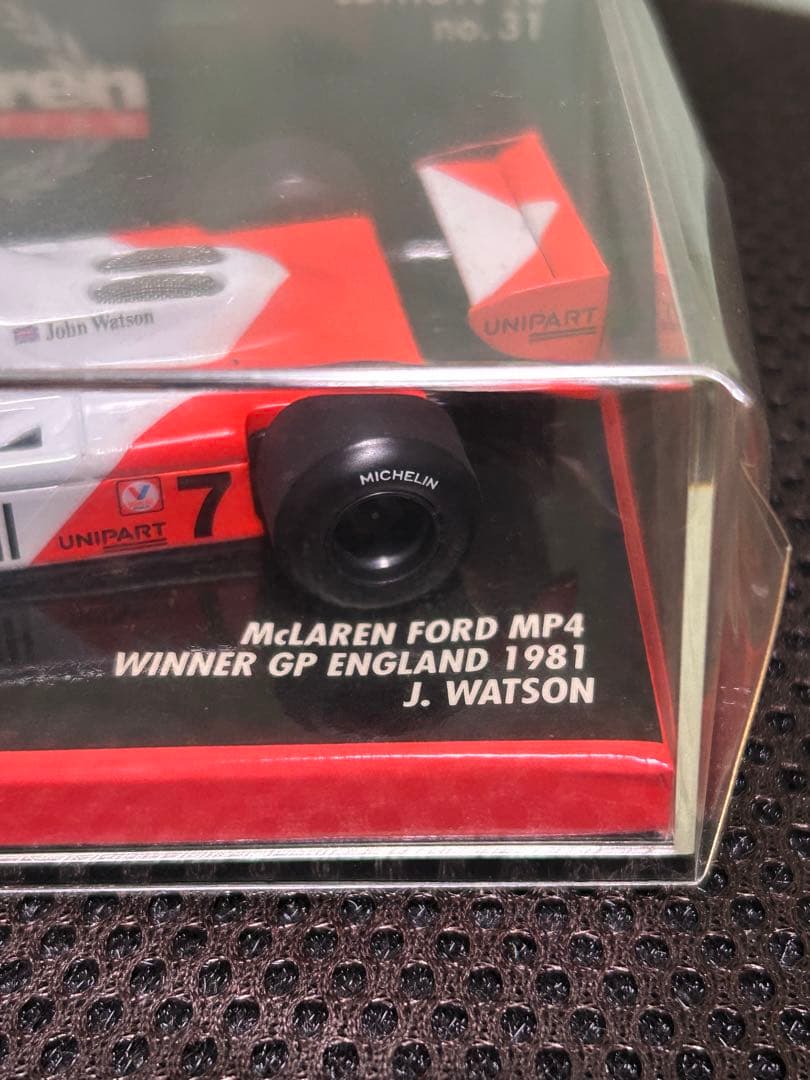 no. 31
John Watson
UNIPART
MICHELIN
7
UNIPART
McLAREN FORD MP4
WINNER GP ENGLAND 1981
J. WATSON